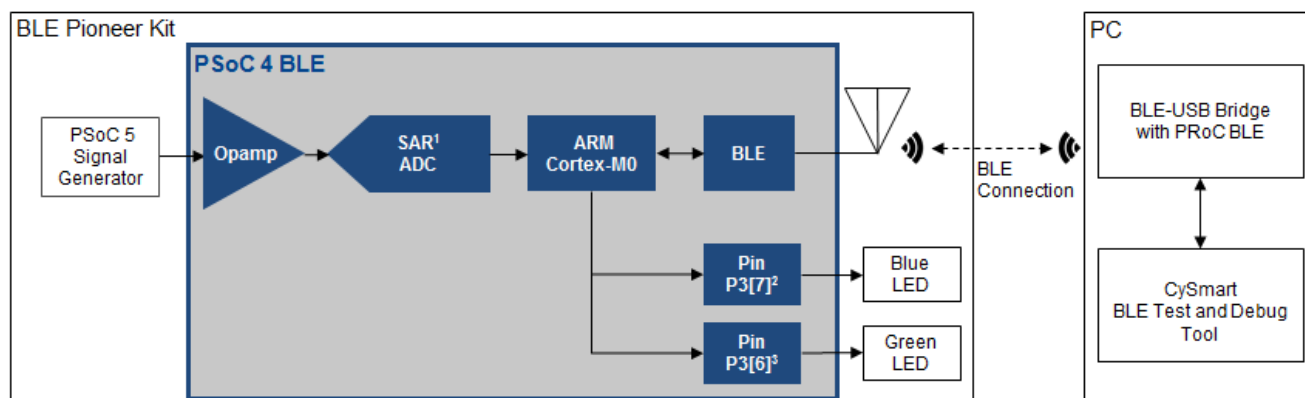 BLE Pioneer Kit
PSoC 4 BLE
PSoC 5
Signal
Generator
Opamp
SAR¹
ADC
ARM
Cortex-M0
BLE
BLE
Connection
Pin
P3[7]²
Blue
LED
Pin
P3[6]³
Green
LED
PC
BLE-USB Bridge
with PRoC BLE
CySmart
BLE Test and Debug
Tool